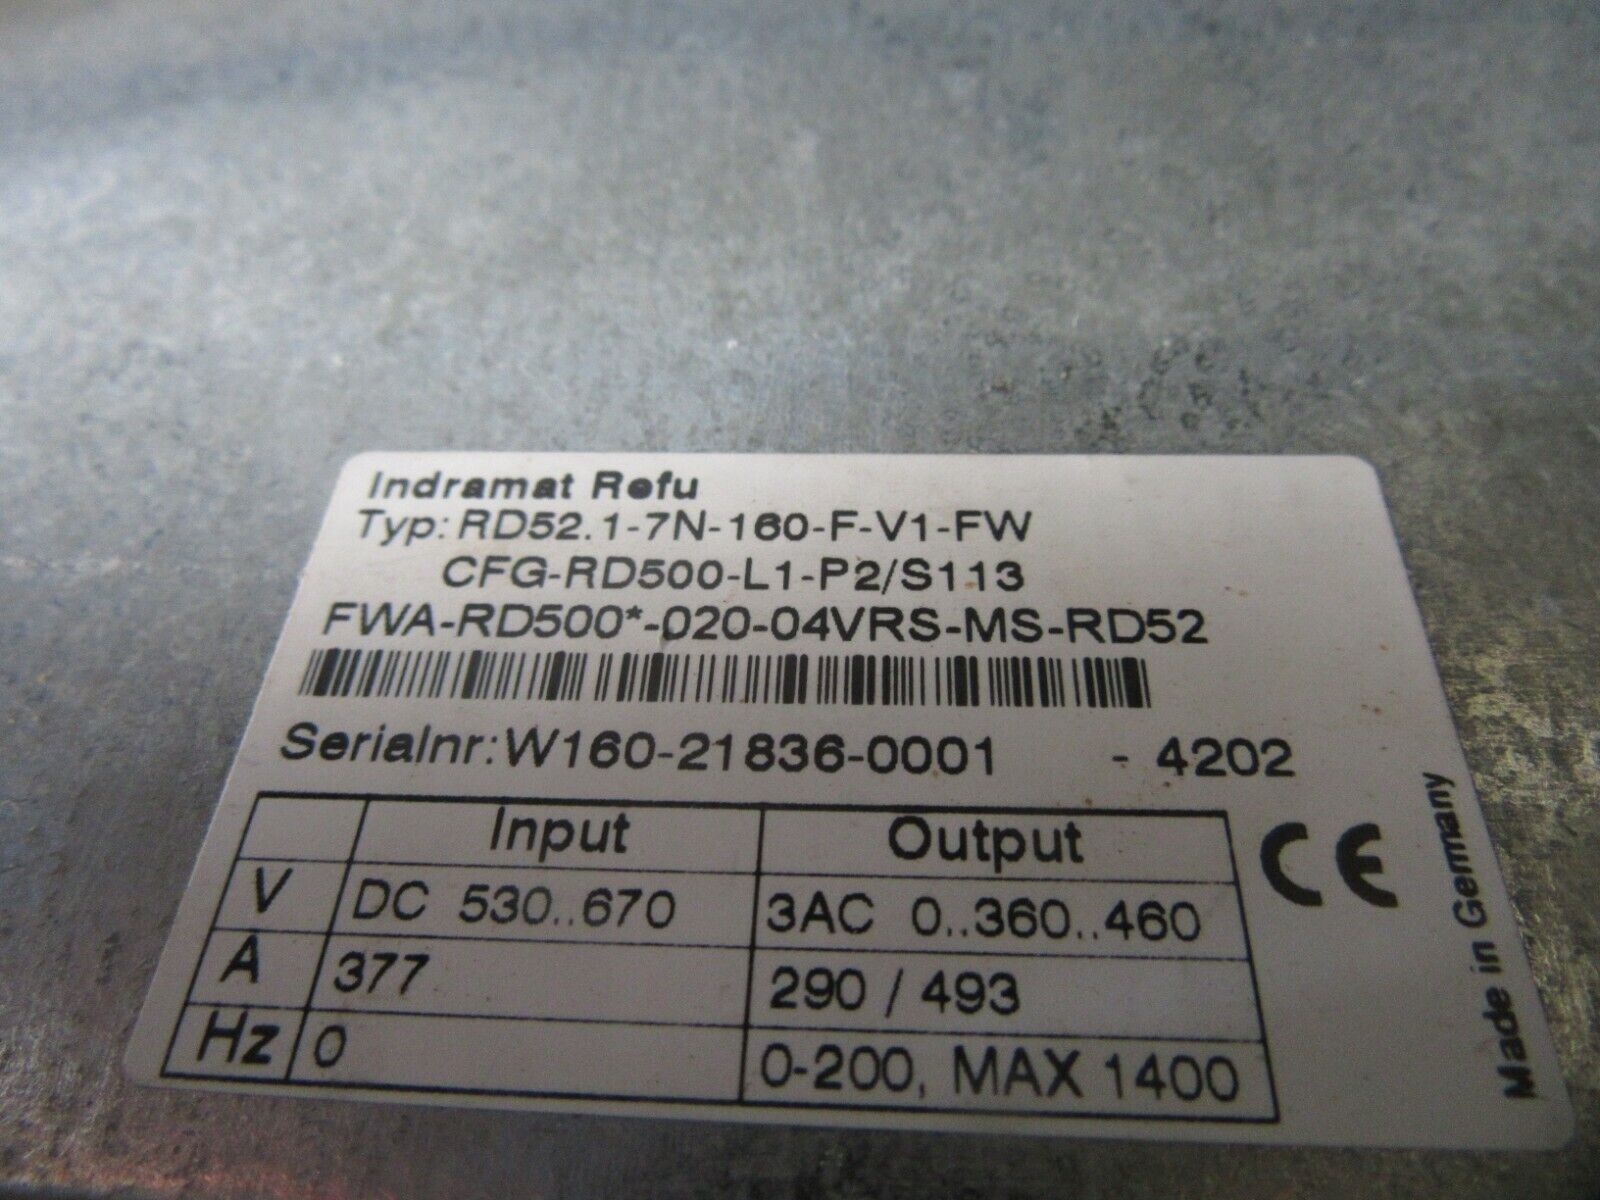 Indramat Refu
Typ: RD52.1-7N-160-F-V1-FW
CFG-RD500-L1-P2/S113
FWA-RD500*-020-04VRS-MS-RD52
Serialnr: W160-21836-0001 - 4202
Input Output
V DC 530..670 3AC 0..360..460
A 377 290 / 493
Hz 0 0-200, MAX 1400
CE
Made in Germany